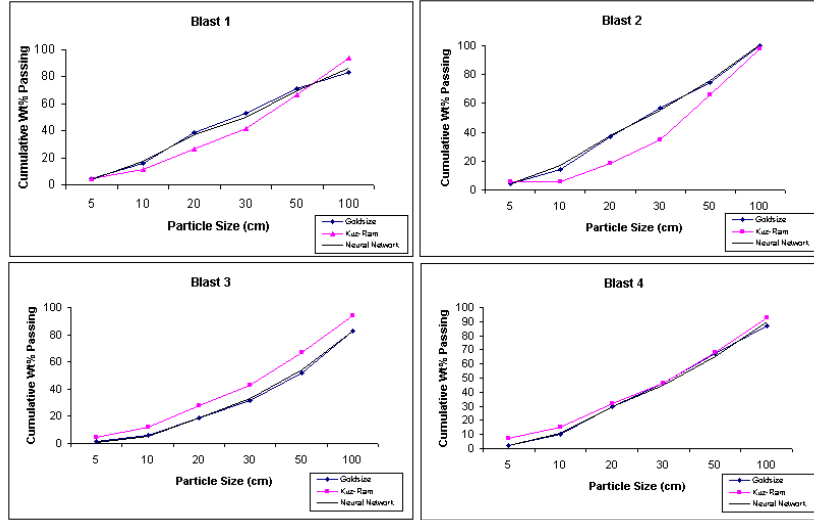 Blast 1
Cumulative Wt% Passing
100
80
60
40
20
0
5 10 20 30 50 100
Particle Size (cm)
Goldsize
Kuz-Ram
Neural Network
Blast 2
Cumulative Wt% Passing
100
80
60
40
20
0
5 10 20 30 50 100
Particle Size (cm)
Goldsize
Kuz-Ram
Neural Network
Blast 3
Cumulative Wt% Passing
100
80
60
40
20
0
5 10 20 30 50 100
Particle Size (cm)
Goldsize
Kuz-Ram
Neural Network
Blast 4
Cumulative Wt% Passing
100
90
80
70
60
50
40
30
20
10
0
5 10 20 30 50 100
Particle Size (cm)
Goldsize
Kuz-Ram
Neural Network